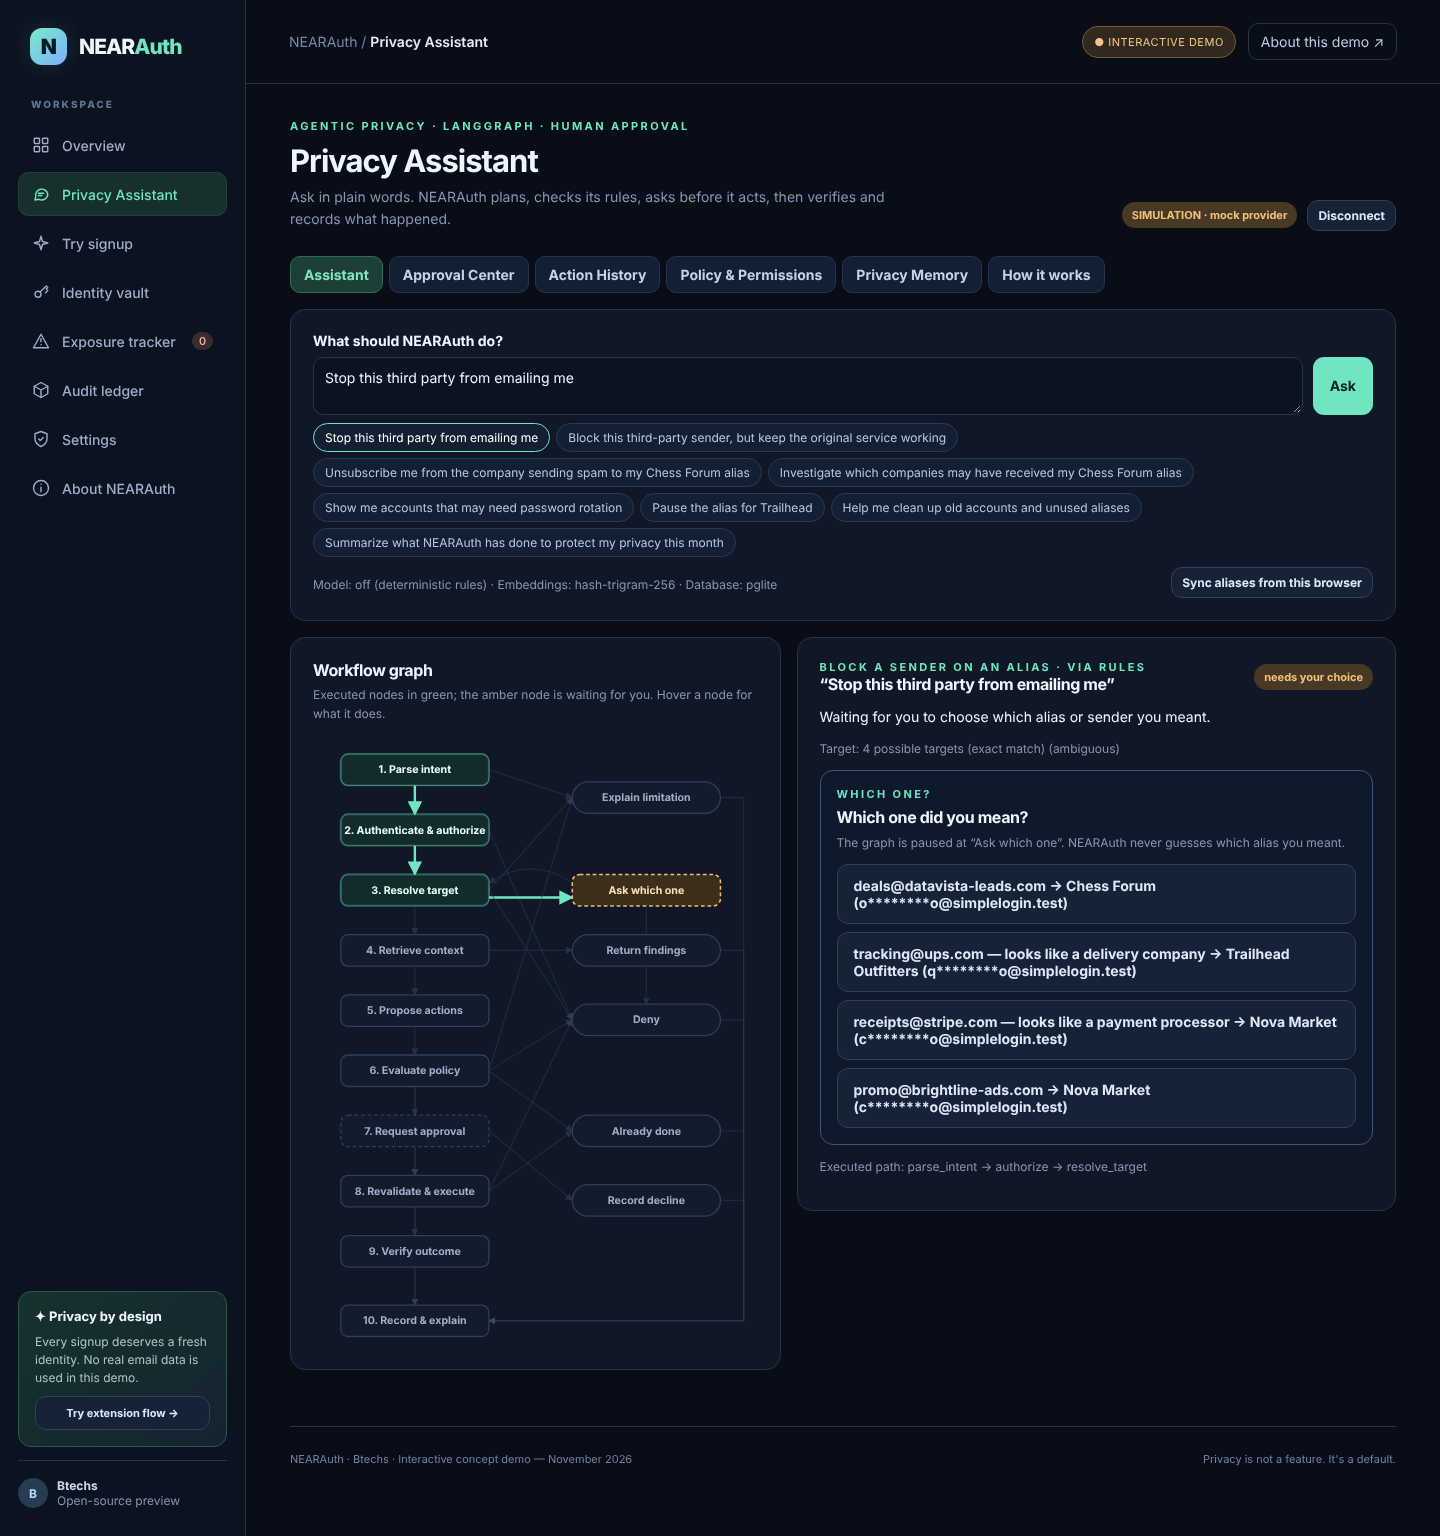 N NEARAuth
WORKSPACE
Overview
Privacy Assistant
Try signup
Identity vault
Exposure tracker 0
Audit ledger
Settings
About NEARAuth
✦ Privacy by design
Every signup deserves a fresh
identity. No real email data is
used in this demo.
Try extension flow →
B
Btechs
Open-source preview
NEARAuth / Privacy Assistant
● INTERACTIVE DEMO
About this demo ↗
AGENTIC PRIVACY · LANGGRAPH · HUMAN APPROVAL
Privacy Assistant
Ask in plain words. NEARAuth plans, checks its rules, asks before it acts, then verifies and
records what happened.
SIMULATION · mock provider
Disconnect
Assistant
Approval Center
Action History
Policy & Permissions
Privacy Memory
How it works
What should NEARAuth do?
Stop this third party from emailing me
Ask
Stop this third party from emailing me
Block this third-party sender, but keep the original service working
Unsubscribe me from the company sending spam to my Chess Forum alias
Investigate which companies may have received my Chess Forum alias
Show me accounts that may need password rotation
Pause the alias for Trailhead
Help me clean up old accounts and unused aliases
Summarize what NEARAuth has done to protect my privacy this month
Model: off (deterministic rules) · Embeddings: hash-trigram-256 · Database: pglite
Sync aliases from this browser
Workflow graph
Executed nodes in green; the amber node is waiting for you. Hover a node for
what it does.
1. Parse intent
Explain limitation
2. Authenticate & authorize
3. Resolve target
Ask which one
4. Retrieve context
Return findings
5. Propose actions
Deny
6. Evaluate policy
7. Request approval
Already done
8. Revalidate & execute
Record decline
9. Verify outcome
10. Record & explain
BLOCK A SENDER ON AN ALIAS · VIA RULES
“Stop this third party from emailing me”
needs your choice
Waiting for you to choose which alias or sender you meant.
Target: 4 possible targets (exact match) (ambiguous)
WHICH ONE?
Which one did you mean?
The graph is paused at “Ask which one”. NEARAuth never guesses which alias you meant.
deals@datavista-leads.com → Chess Forum
(o********o@simplelogin.test)
tracking@ups.com — looks like a delivery company → Trailhead
Outfitters (q********o@simplelogin.test)
receipts@stripe.com — looks like a payment processor → Nova Market
(c********o@simplelogin.test)
promo@brightline-ads.com → Nova Market
(c********o@simplelogin.test)
Executed path: parse_intent → authorize → resolve_target
NEARAuth · Btechs · Interactive concept demo — November 2026
Privacy is not a feature. It's a default.